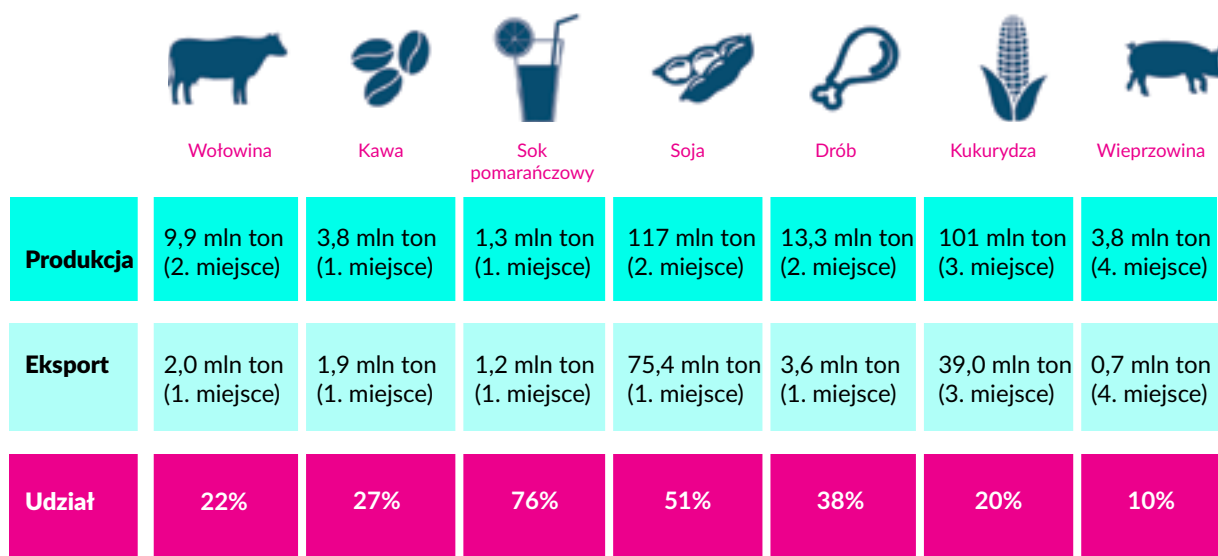 Wołowina
Kawa
Sok
pomarańczowy
Soja
Drób
Kukurydza
Wieprzowina
Produkcja
9,9 mln ton
(2. miejsce)
3,8 mln ton
(1. miejsce)
1,3 mln ton
(1. miejsce)
117 mln ton
(2. miejsce)
13,3 mln ton
(2. miejsce)
101 mln ton
(3. miejsce)
3,8 mln ton
(4. miejsce)
Eksport
2,0 mln ton
(1. miejsce)
1,9 mln ton
(1. miejsce)
1,2 mln ton
(1. miejsce)
75,4 mln ton
(1. miejsce)
3,6 mln ton
(1. miejsce)
39,0 mln ton
(3. miejsce)
0,7 mln ton
(4. miejsce)
Udział
22%
27%
76%
51%
38%
20%
10%